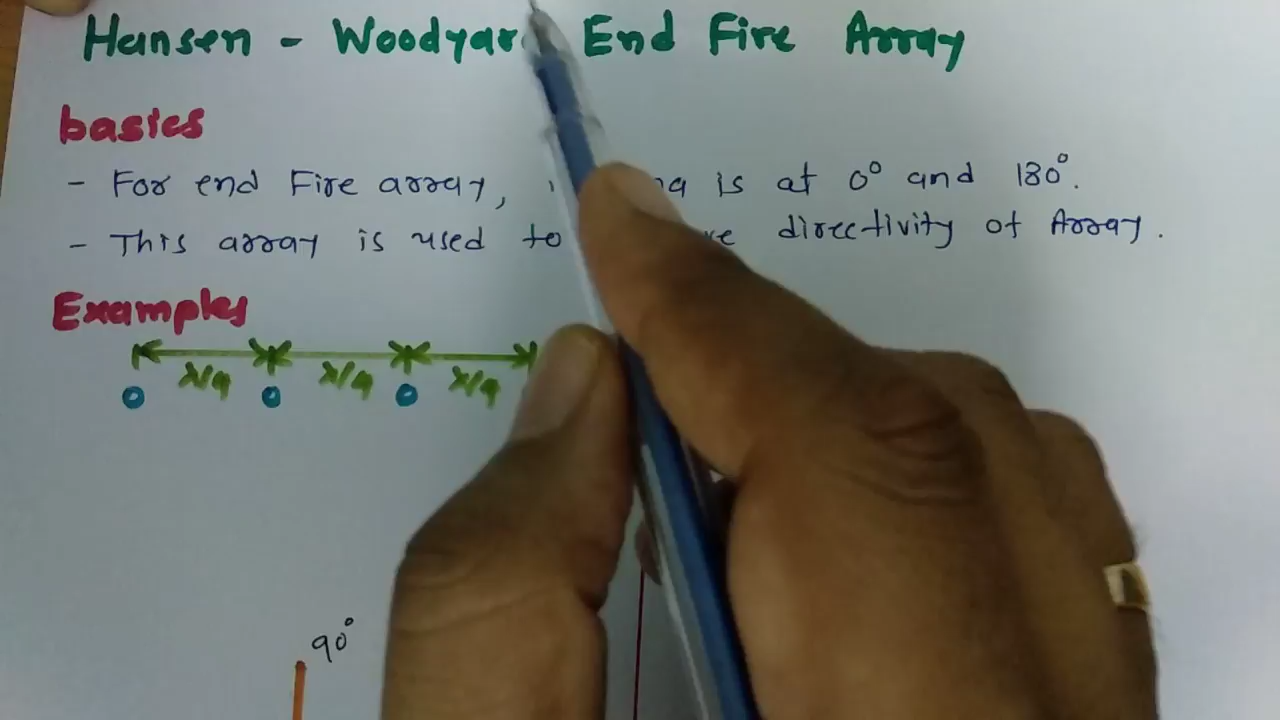 Hansen - Woodyard End Fire Array
basics
- For end Fire array, is at 0° and 180°.
- This array is used to directivity of Array.
Examples
λ/4 λ/4 λ/4
90°